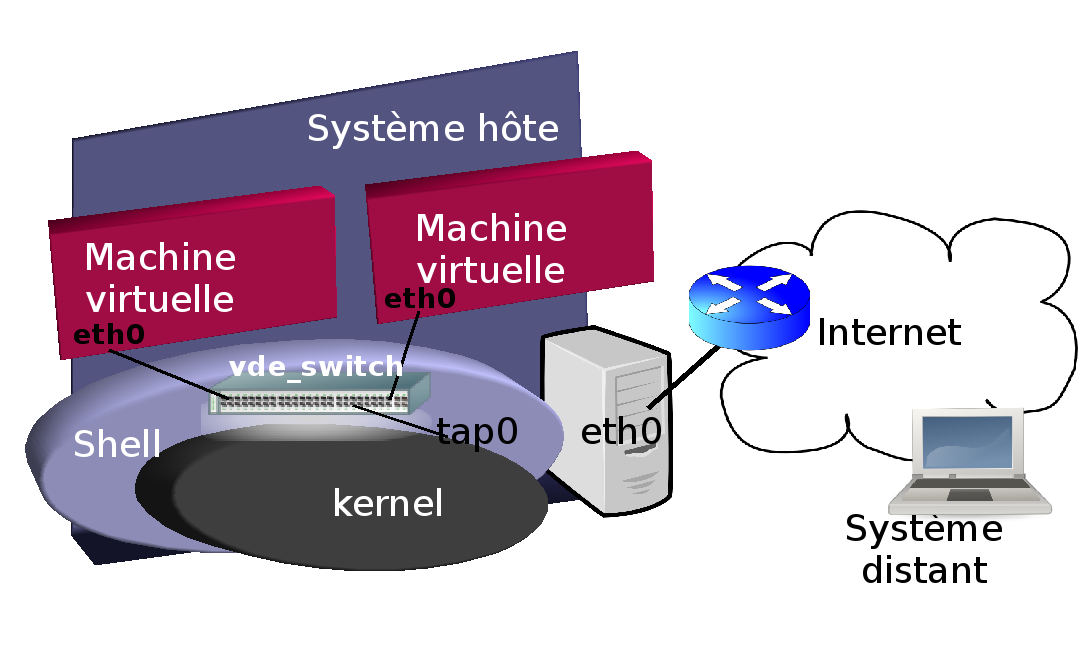 Système hôte
Machine
virtuelle
eth0
Machine
virtuelle
eth0
vde_switch
Shell
tap0
kernel
eth0
Internet
Système
distant